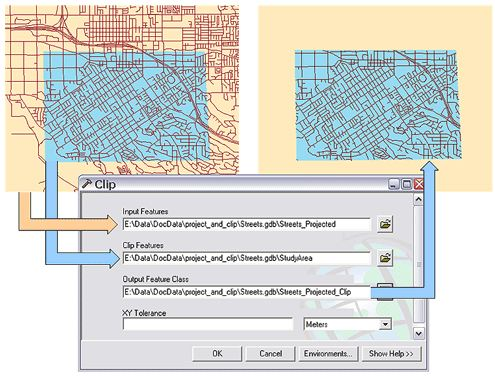 Clip
Input Features
E:\Data\DocData\project_and_clip\Streets.gdb\Streets_Projected
Clip Features
E:\Data\DocData\project_and_clip\Streets.gdb\StudyArea
Output Feature Class
E:\Data\DocData\project_and_clip\Streets.gdb\Streets_Projected_Clip
XY Tolerance
Meters
OK
Cancel
Environments...
Show Help >>